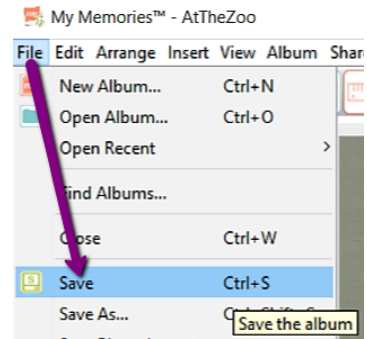 My Memories™ - AtTheZoo
File Edit Arrange Insert View Album
New Album... Ctrl+N
Open Album... Ctrl+O
Open Recent >
Find Albums...
Close Ctrl+W
S
Save Ctrl+S
Save As...
Save the album